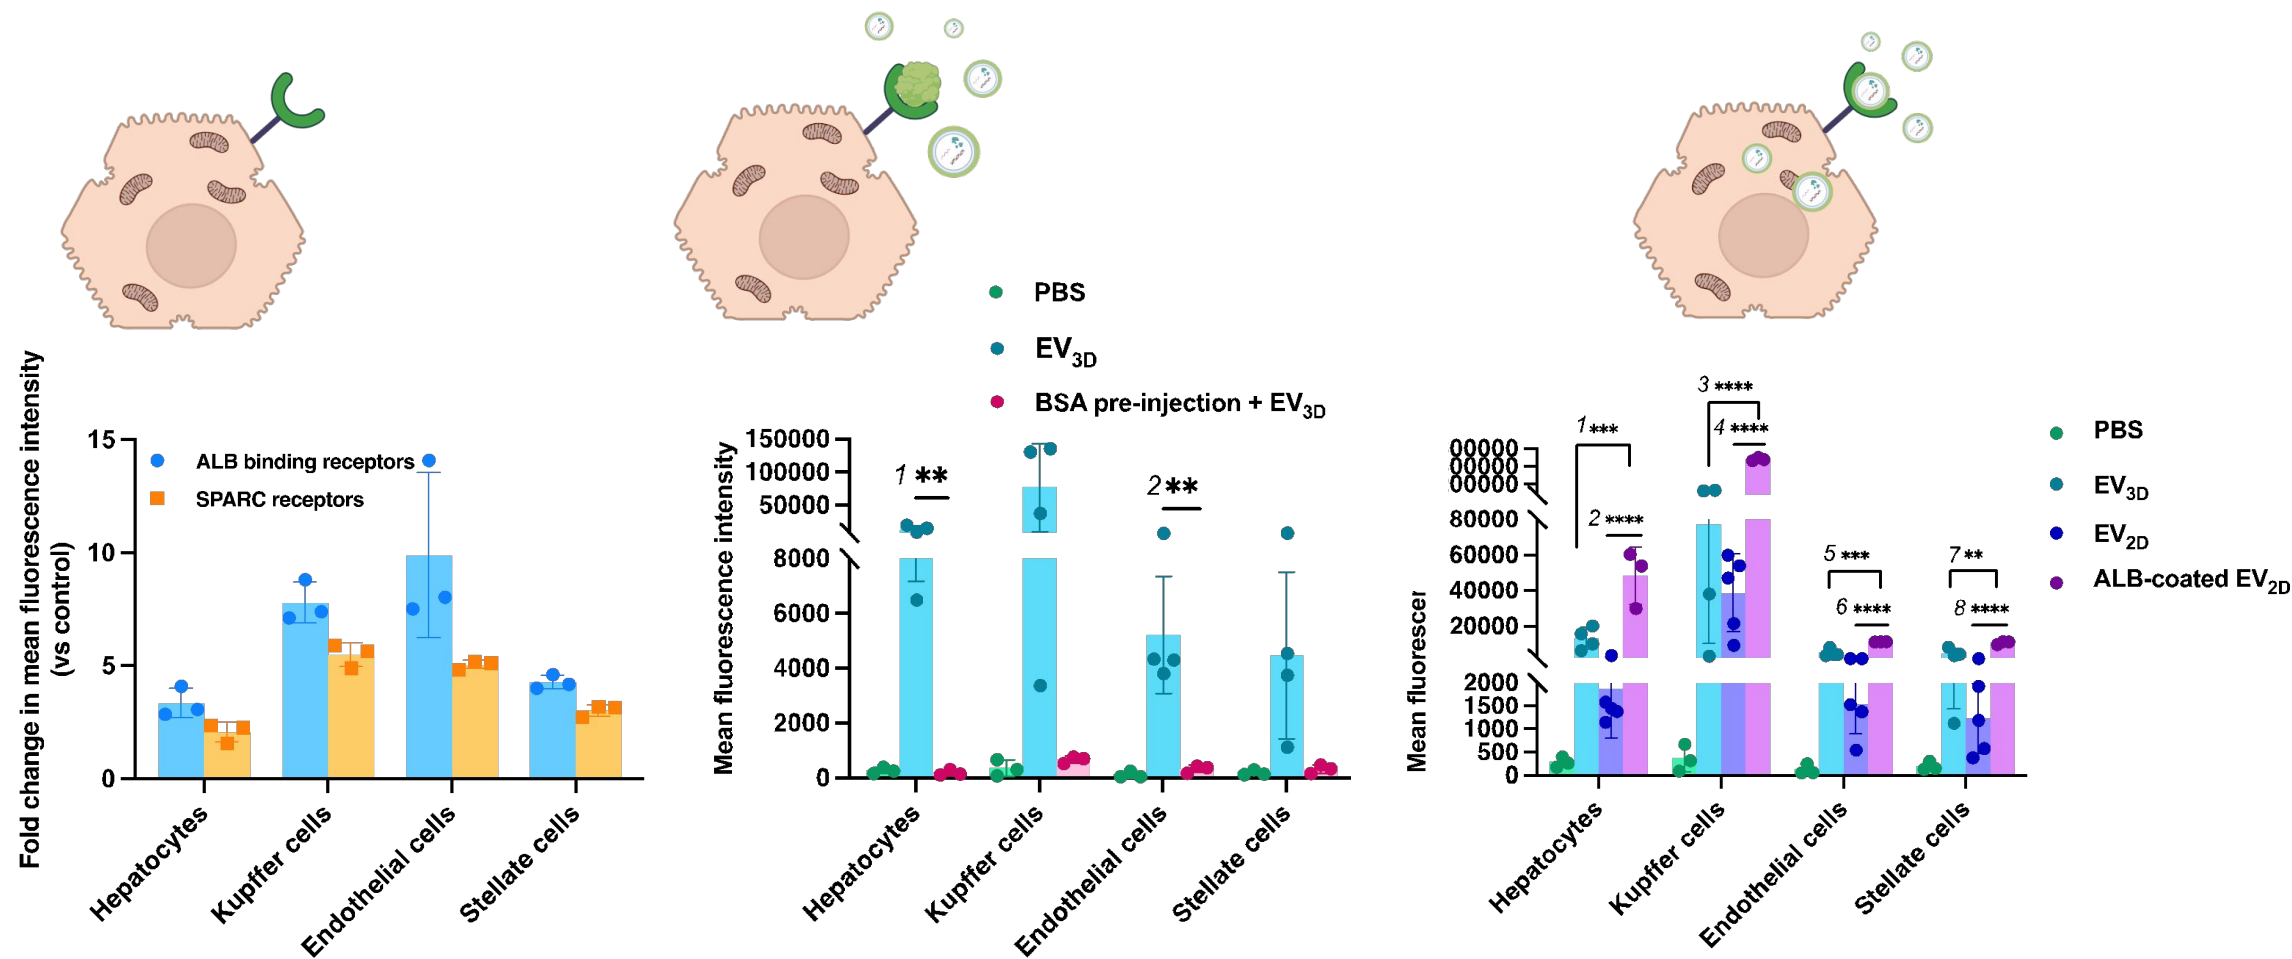 Fold change in mean fluorescence intensity
(vs control)
15
10
5
0
ALB binding receptors
SPARC receptors
Hepatocytes
Kupffer cells
Endothelial cells
Stellate cells
PBS
EV3D
BSA pre-injection + EV3D
Mean fluorescence intensity
150000
100000
50000
8000
6000
4000
2000
0
1 **
2 **
Hepatocytes
Kupffer cells
Endothelial cells
Stellate cells
Mean fluorescer
00000
00000
00000
80000
60000
40000
20000
2000
1500
1000
500
0
1 ***
2 ****
3 ****
4 ****
5 ***
6 ****
7 **
8 ****
Hepatocytes
Kupffer cells
Endothelial cells
Stellate cells
PBS
EV3D
EV2D
ALB-coated EV2D